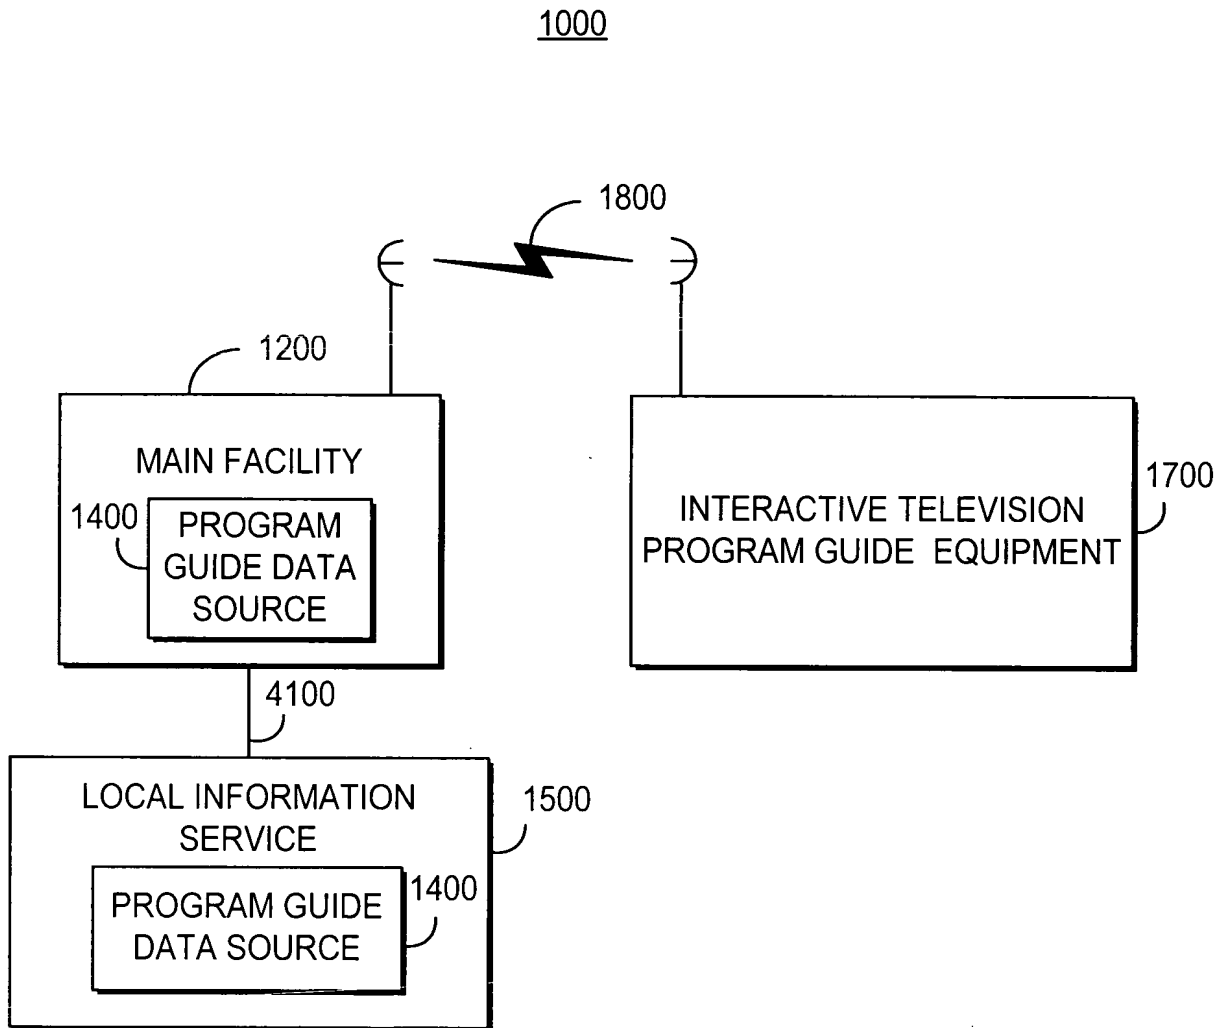 1000
1800
1200
MAIN FACILITY
1400
PROGRAM
GUIDE DATA
SOURCE
INTERACTIVE TELEVISION
PROGRAM GUIDE EQUIPMENT
1700
4100
LOCAL INFORMATION
SERVICE
1500
PROGRAM GUIDE
DATA SOURCE
1400